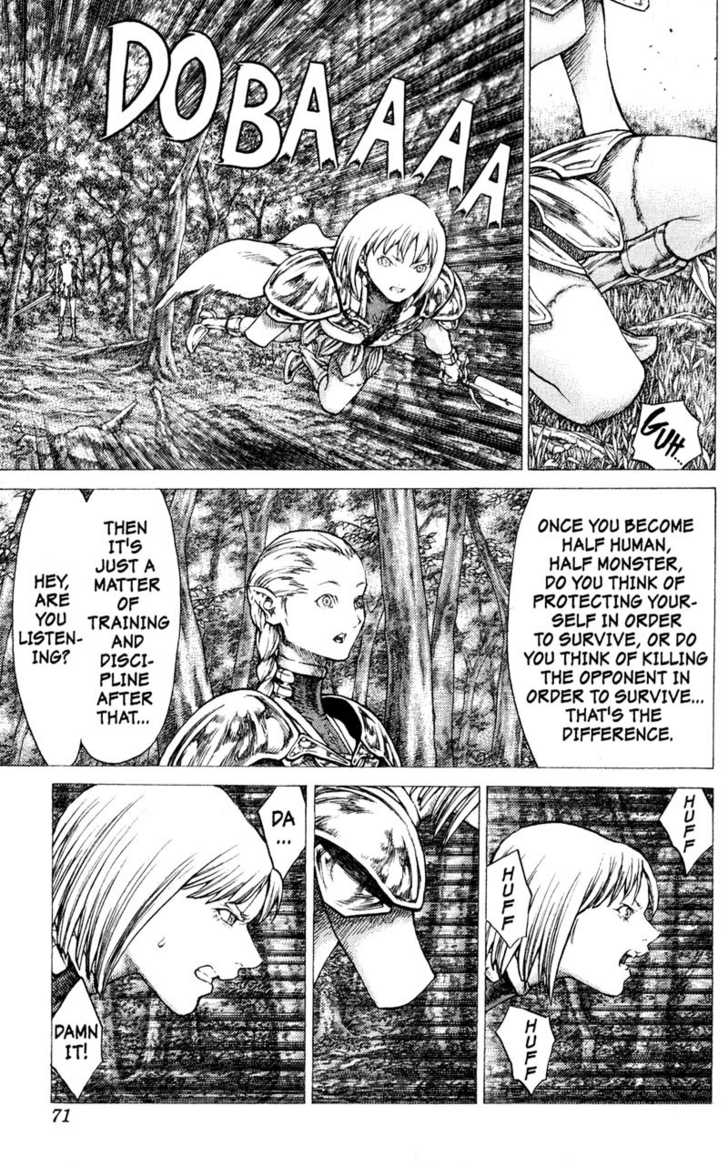 GUH...
DOBAAAA
ONCE YOU BECOME
HALF HUMAN,
HALF MONSTER,
DO YOU THINK OF
PROTECTING YOUR-
SELF IN ORDER
TO SURVIVE, OR DO
YOU THINK OF KILLING
THE OPPONENT IN
ORDER TO SURVIVE...
THAT'S THE
DIFFERENCE.
THEN
IT'S
JUST A
MATTER
OF
TRAINING
AND
DISCI-
PLINE
AFTER
THAT...
HEY,
ARE
YOU
LISTEN-
ING?
HUFF
HUFF
HUFF
DA
...
DAMN
IT!
71